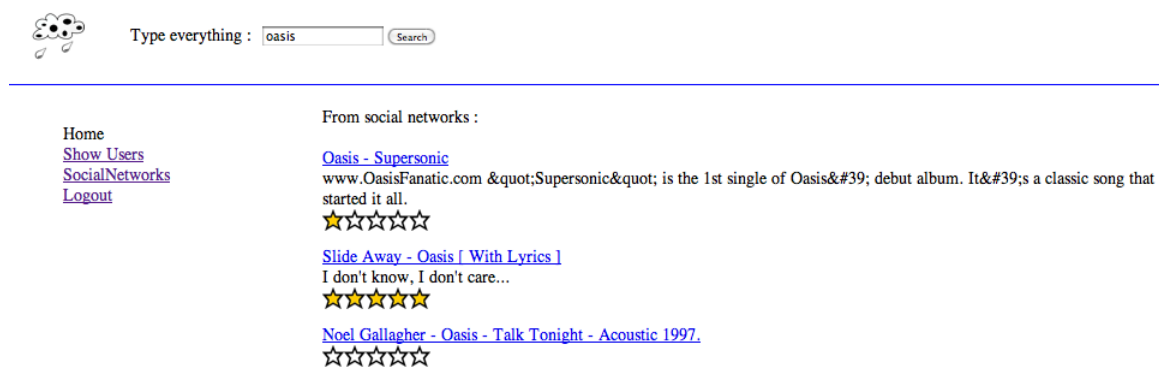 Type everything : oasis Search
From social networks :
Home
Show Users
SocialNetworks
Logout
Oasis - Supersonic
www.OasisFanatic.com &quot;Supersonic&quot; is the 1st single of Oasis&#39; debut album. It&#39;s a classic song that
started it all.
Slide Away - Oasis [ With Lyrics ]
I don't know, I don't care...
Noel Gallagher - Oasis - Talk Tonight - Acoustic 1997.